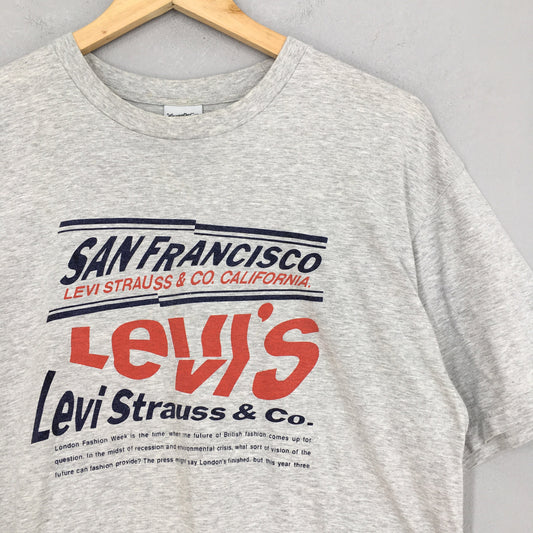 SAN FRANCISCO
LEVI STRAUSS & CO. CALIFORNIA.
LeVI'S
Levi Strauss & Co.
London Fashion Week is the time when the future of British fashion comes up for
question. In the midst of recession and environmental crisis, what sort of vision of the
future can fashion provide? The press might say London's finished, but this year three